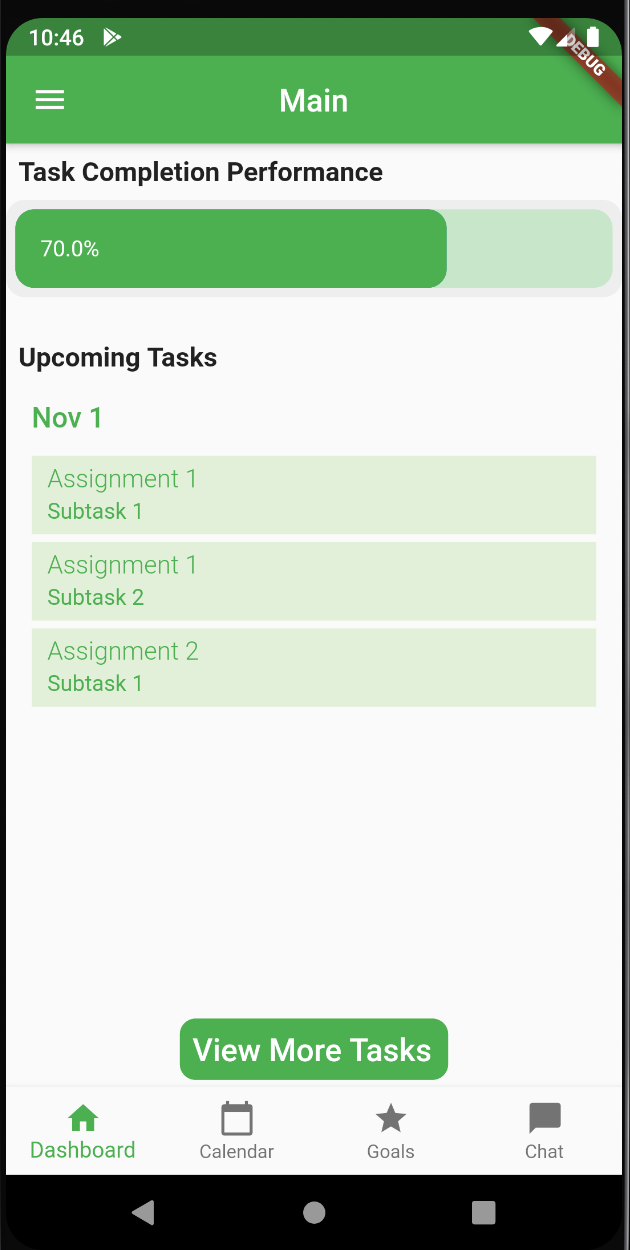 10:46
DEBUG
Main
Task Completion Performance
70.0%
Upcoming Tasks
Nov 1
Assignment 1
Subtask 1
Assignment 1
Subtask 2
Assignment 2
Subtask 1
View More Tasks
Dashboard Calendar Goals Chat